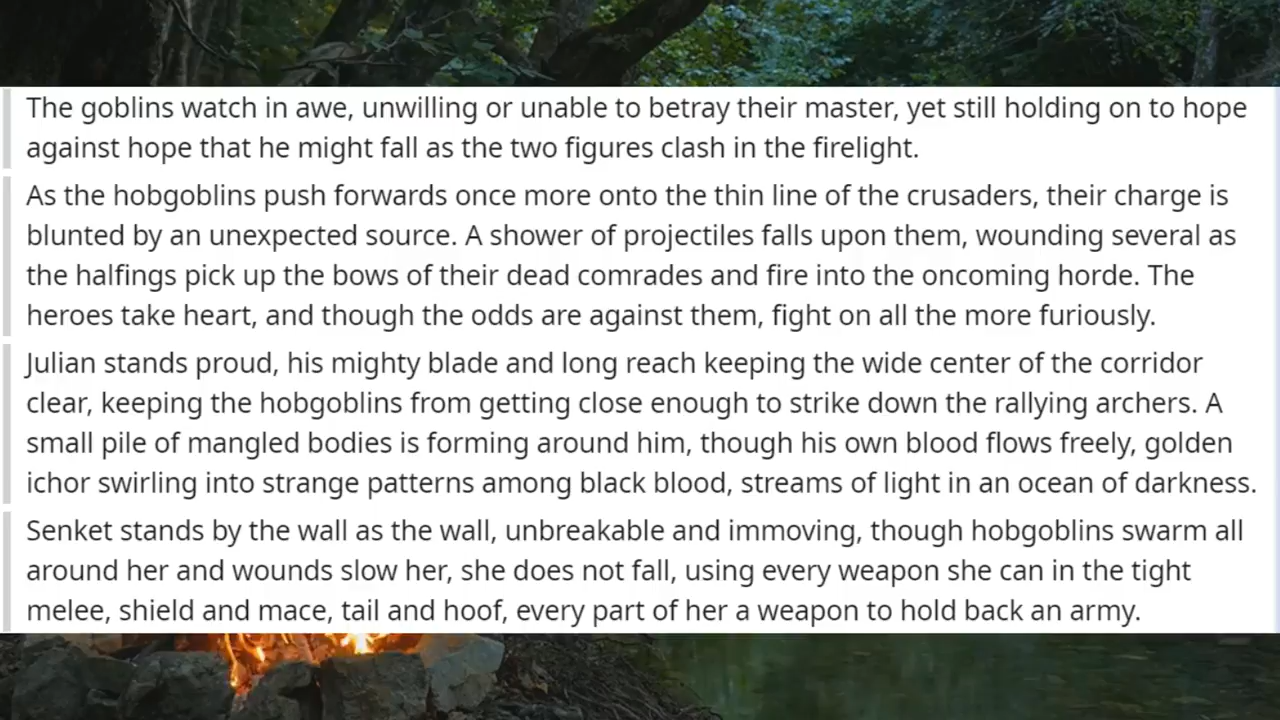 The goblins watch in awe, unwilling or unable to betray their master, yet still holding on to hope
against hope that he might fall as the two figures clash in the firelight.
As the hobgoblins push forwards once more onto the thin line of the crusaders, their charge is
blunted by an unexpected source. A shower of projectiles falls upon them, wounding several as
the halfings pick up the bows of their dead comrades and fire into the oncoming horde. The
heroes take heart, and though the odds are against them, fight on all the more furiously.
Julian stands proud, his mighty blade and long reach keeping the wide center of the corridor
clear, keeping the hobgoblins from getting close enough to strike down the rallying archers. A
small pile of mangled bodies is forming around him, though his own blood flows freely, golden
ichor swirling into strange patterns among black blood, streams of light in an ocean of darkness.
Senket stands by the wall as the wall, unbreakable and immoving, though hobgoblins swarm all
around her and wounds slow her, she does not fall, using every weapon she can in the tight
melee, shield and mace, tail and hoof, every part of her a weapon to hold back an army.